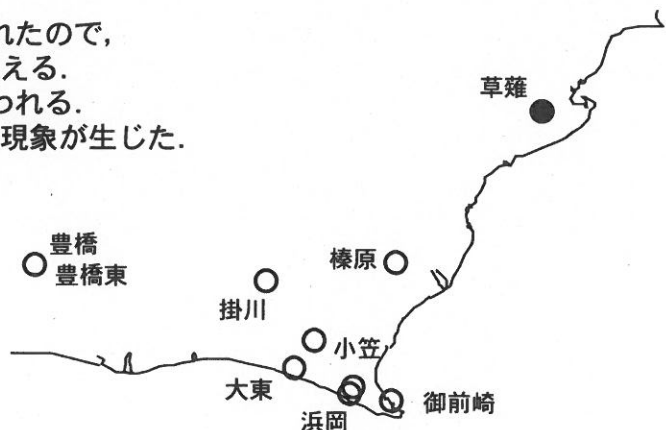 れたので，
える．
われる．
現象が生じた．
草薙
豊橋
豊橋東
榛原
掛川
小笠
大東
御前崎
浜岡